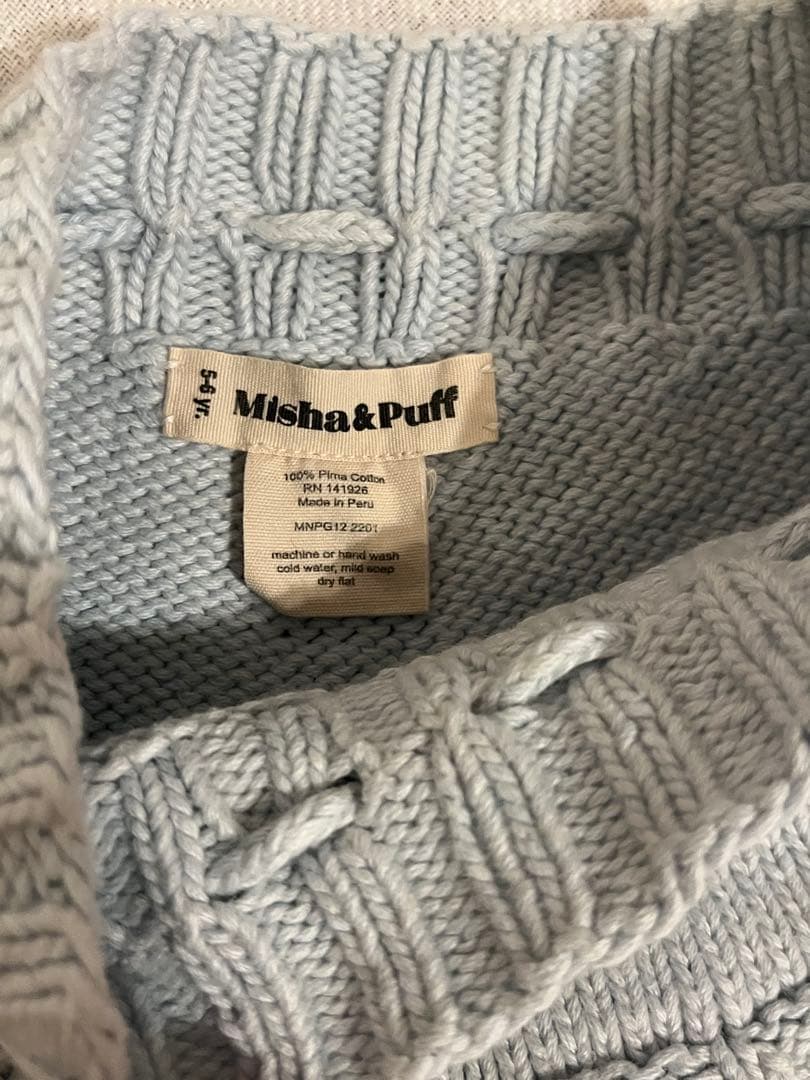 5-6 yr.
Misha&Puff
100% Pima Cotton
RN 141926
Made in Peru
MNPG12 2201
machine or hand wash
cold water, mild soap
dry flat